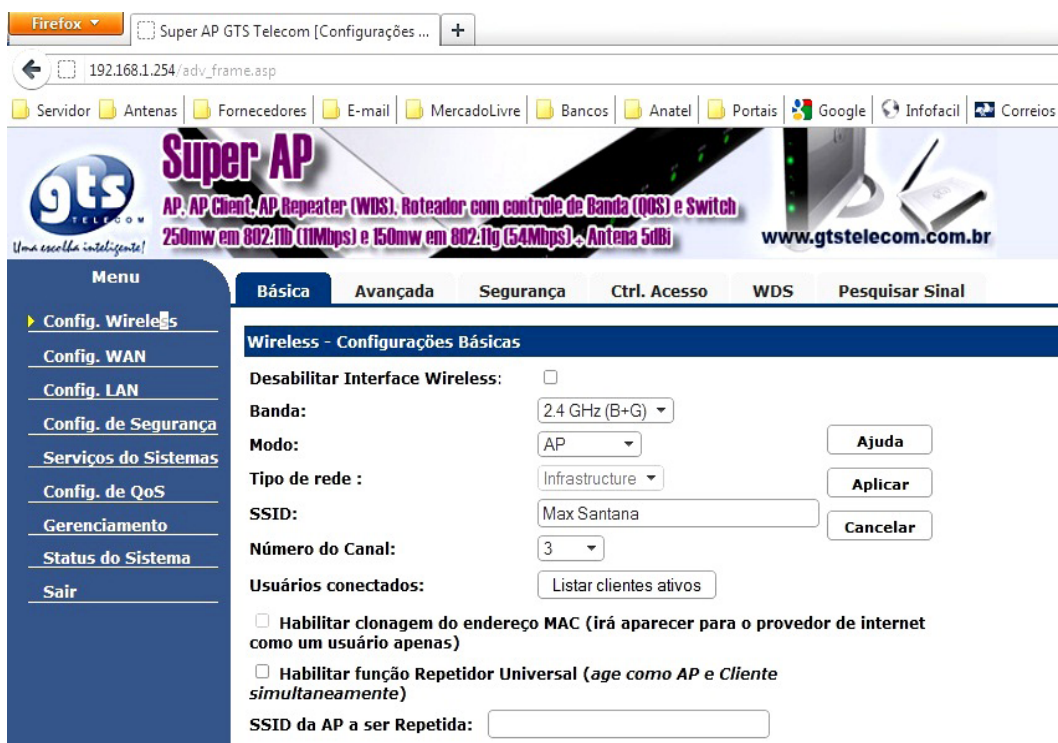 Firefox
Super AP GTS Telecom [Configurações ...
+
192.168.1.254/adv_frame.asp
Servidor Antenas Fornecedores E-mail MercadoLivre Bancos Anatel Portais Google Infofacil Correios
gts
TELECOM
Uma escolha inteligente!
Super AP
AP, AP Client, AP Repeater (WDS), Roteador com controle de Banda (QOS) e Switch
250mw em 802.11b (11Mbps) e 150mw em 802.11g (54Mbps) + Antena 5dBi
www.gtstelecom.com.br
Menu
Config. Wireless
Config. WAN
Config. LAN
Config. de Segurança
Serviços do Sistemas
Config. de QoS
Gerenciamento
Status do Sistema
Sair
Básica Avançada Segurança Ctrl. Acesso WDS Pesquisar Sinal
Wireless - Configurações Básicas
Desabilitar Interface Wireless:
Banda: 2.4 GHz (B+G)
Modo: AP
Ajuda
Tipo de rede : Infrastructure
Aplicar
SSID: Max Santana
Cancelar
Número do Canal: 3
Usuários conectados: Listar clientes ativos
Habilitar clonagem do endereço MAC (irá aparecer para o provedor de internet
como um usuário apenas)
Habilitar função Repetidor Universal (age como AP e Cliente
simultaneamente)
SSID da AP a ser Repetida: